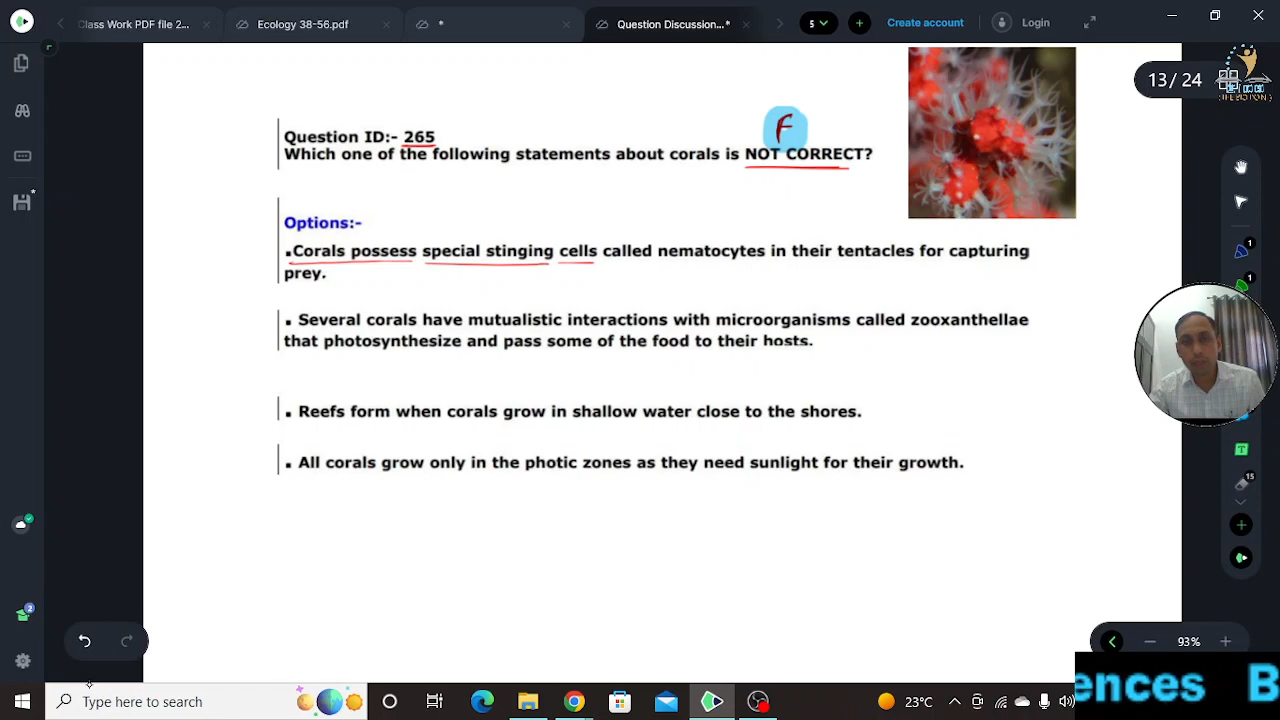 Class Work PDF file 2...
Ecology 38-56.pdf
*
Question Discussion...*
5
Create account
Login
13 / 24
F
Question ID:- 265
Which one of the following statements about corals is NOT CORRECT?
Options:-
.Corals possess special stinging cells called nematocytes in their tentacles for capturing
prey.
. Several corals have mutualistic interactions with microorganisms called zooxanthellae
that photosynthesize and pass some of the food to their hosts.
. Reefs form when corals grow in shallow water close to the shores.
. All corals grow only in the photic zones as they need sunlight for their growth.
1
1
15
2
93%
ences B
Type here to search
23°C